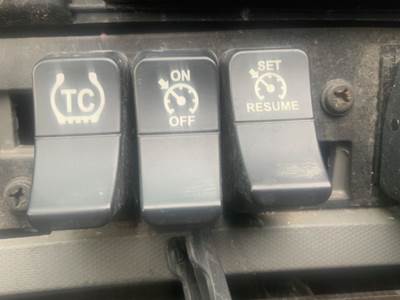 TC
ON
OFF
SET
RESUME